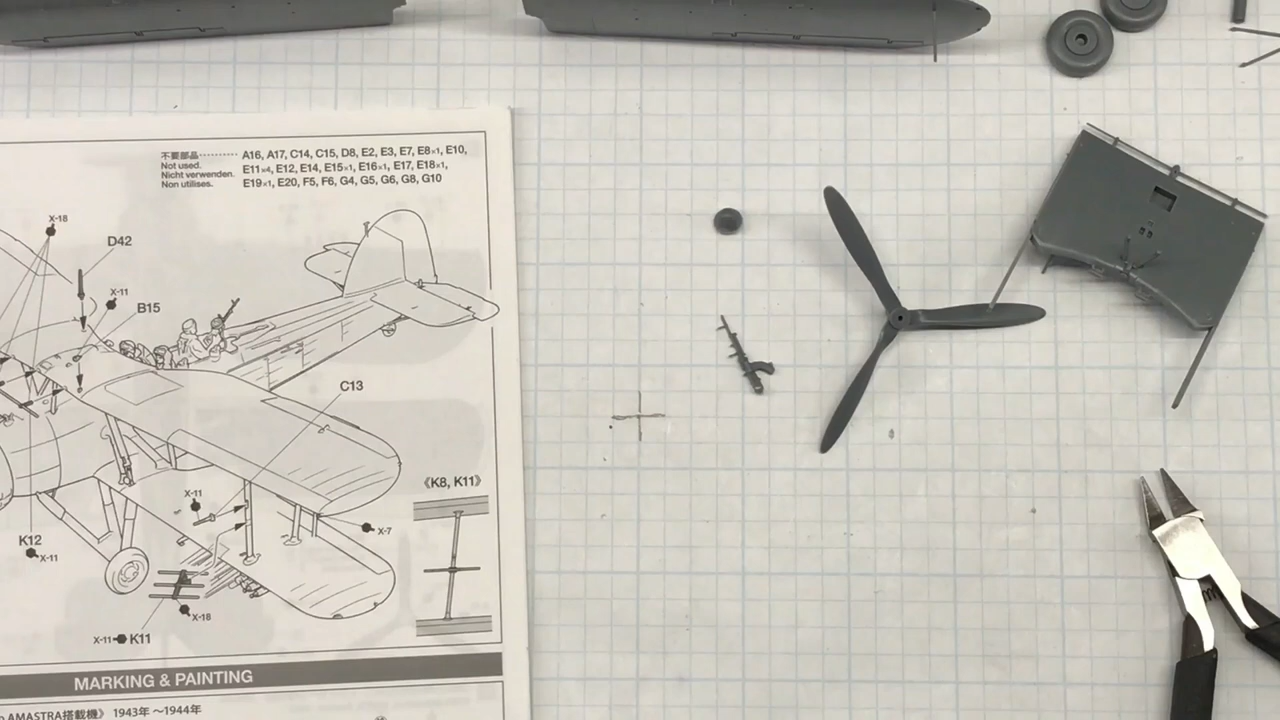 不要部品·········· A16, A17, C14, C15, D8, E2, E3, E7, E8×1, E10,
Not used. E11×4, E12, E14, E15×1, E16×1, E17, E18×1,
Nicht verwenden. E19×1, E20, F5, F6, G4, G5, G6, G8, G10
Non utilises.
X-18
D42
X-11
B15
C13
《K8, K11》
X-11
X-7
K12
X-11
X-18
X-11 K11
MARKING & PAINTING
AMASTRA搭載機》 1943年 ～1944年